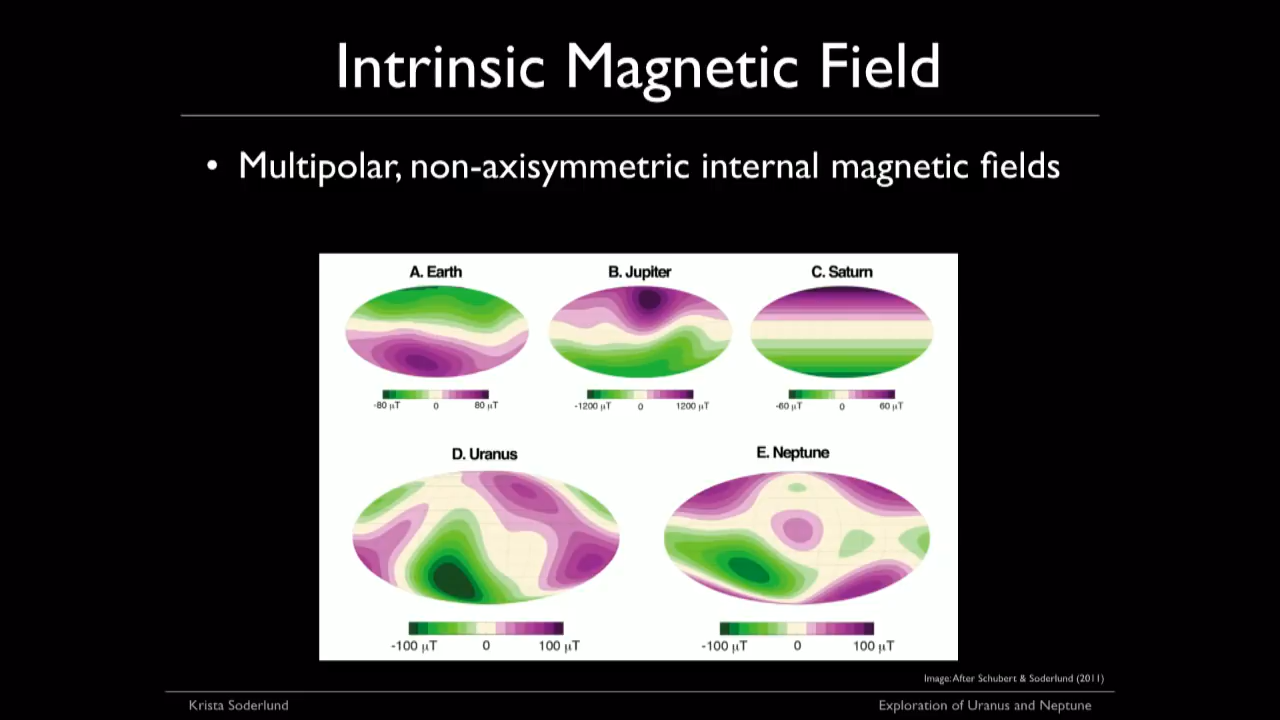 Intrinsic Magnetic Field
• Multipolar, non-axisymmetric internal magnetic fields
A. Earth
B. Jupiter
C. Saturn
-80 µT 0 80 µT
-1200 µT 0 1200 µT
-60 µT 0 60 µT
D. Uranus
E. Neptune
-100 µT 0 100 µT
-100 µT 0 100 µT
Image: After Schubert & Soderlund (2011)
Krista Soderlund
Exploration of Uranus and Neptune